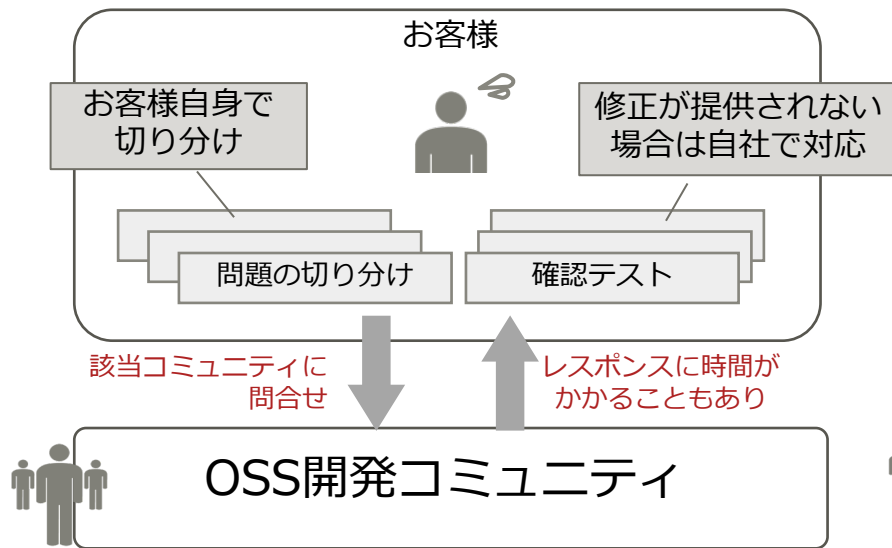 お客様
お客様自身で
切り分け
修正が提供されない
場合は自社で対応
問題の切り分け
確認テスト
該当コミュニティに
問合せ
レスポンスに時間が
かかることもあり
OSS開発コミュニティ